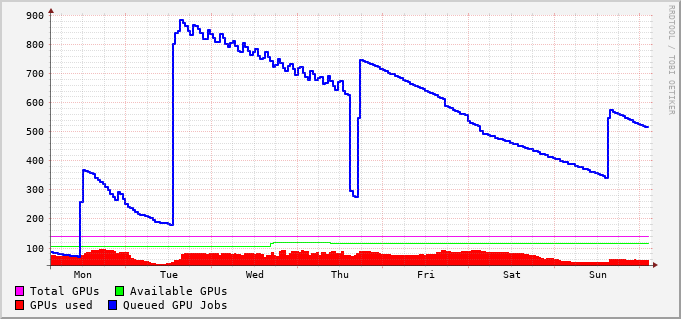 900
800
700
600
500
400
300
200
100
Mon Tue Wed Thu Fri Sat Sun
Total GPUs Available GPUs
GPUs used Queued GPU Jobs
RRDTOOL / TOBI OETIKER